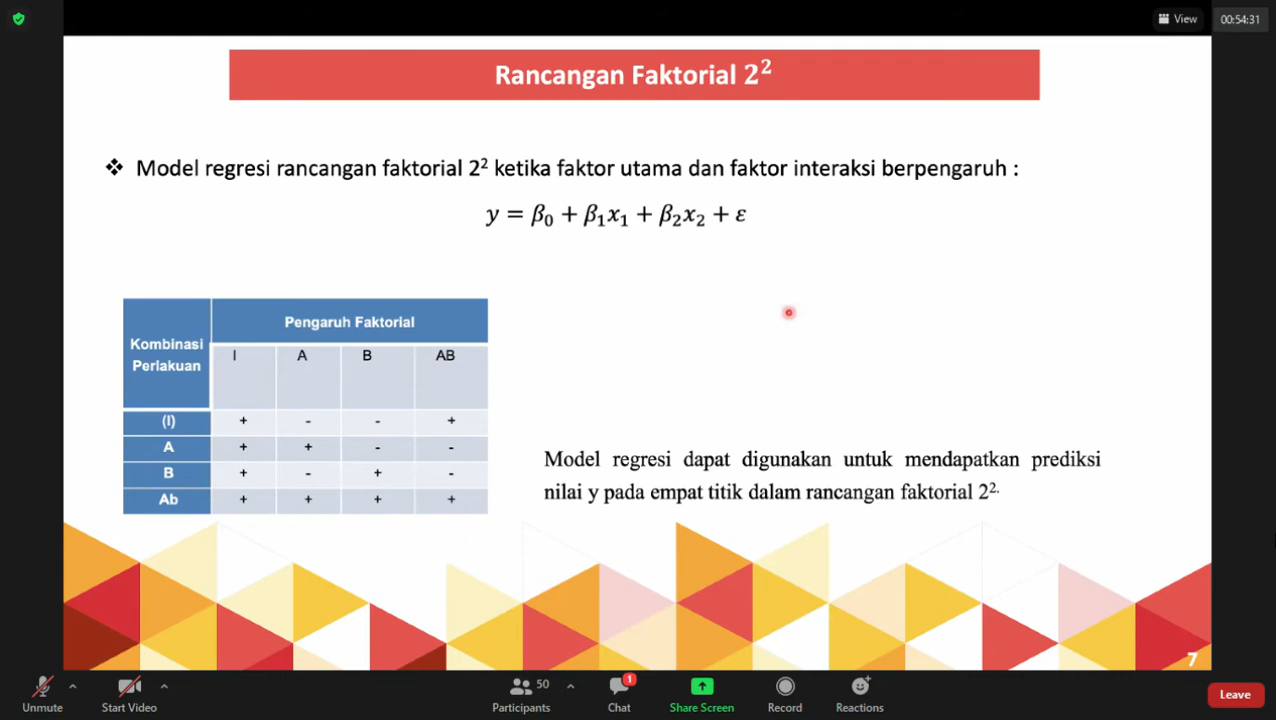 View
00:54:31
Rancangan Faktorial 2²
❖ Model regresi rancangan faktorial 2² ketika faktor utama dan faktor interaksi berpengaruh :
y = β₀ + β₁x₁ + β₂x₂ + ε
Kombinasi Perlakuan
Pengaruh Faktorial
I A B AB
(I) + - - +
A + + - -
B + - + -
Ab + + + +
Model regresi dapat digunakan untuk mendapatkan prediksi
nilai y pada empat titik dalam rancangan faktorial 2².
7
Unmute
Start Video
50
Participants
1
Chat
Share Screen
Record
Reactions
Leave